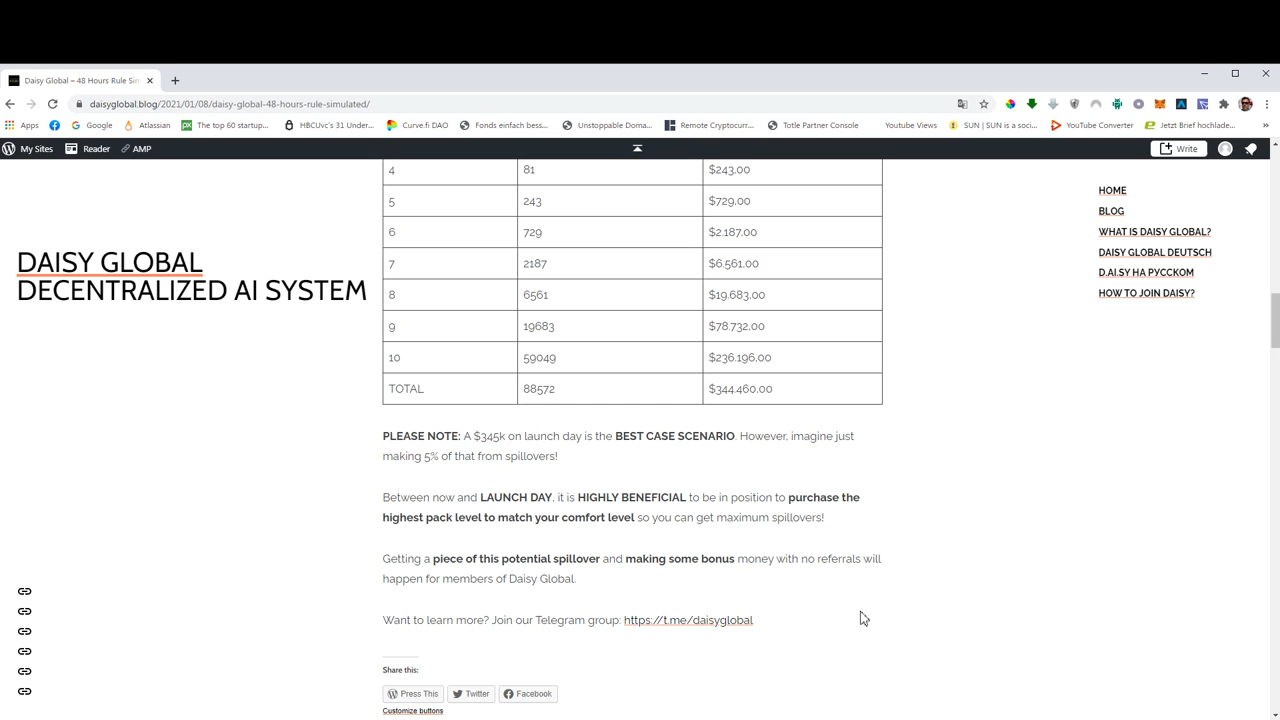 Daisy Global – 48 Hours Rule Sim
daisyglobal.blog/2021/01/08/daisy-global-48-hours-rule-simulated/
Apps Google Atlassian The top 60 startup... HBCUvc's 31 Under... Curve.fi DAO Fonds einfach bess... Unstoppable Doma... Remote Cryptocurr... Totle Partner Console Youtube Views SUN | SUN is a soci... YouTube Converter Jetzt Brief hochlade...
My Sites Reader AMP Write
4 81 $243.00
5 243 $729.00
6 729 $2.187.00
7 2187 $6.561.00
8 6561 $19.683.00
9 19683 $78.732.00
10 59049 $236.196.00
TOTAL 88572 $344.460.00
DAISY GLOBAL
DECENTRALIZED AI SYSTEM
HOME
BLOG
WHAT IS DAISY GLOBAL?
DAISY GLOBAL DEUTSCH
D.AI.SY НА РУССКОМ
HOW TO JOIN DAISY?
PLEASE NOTE: A $345k on launch day is the BEST CASE SCENARIO. However, imagine just
making 5% of that from spillovers!
Between now and LAUNCH DAY, it is HIGHLY BENEFICIAL to be in position to purchase the
highest pack level to match your comfort level so you can get maximum spillovers!
Getting a piece of this potential spillover and making some bonus money with no referrals will
happen for members of Daisy Global.
Want to learn more? Join our Telegram group: https://t.me/daisyglobal
Share this:
Press This Twitter Facebook
Customize buttons